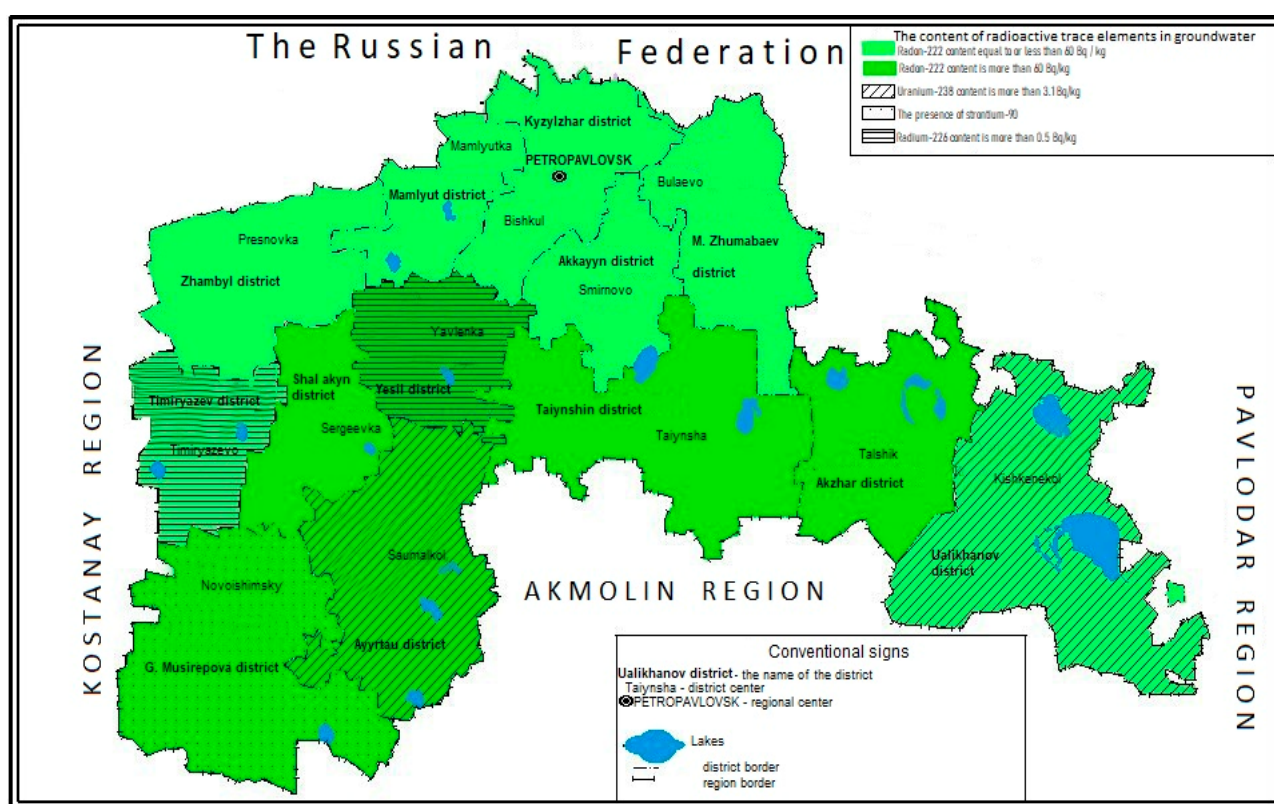 The Russian Federation
The content of radioactive trace elements in groundwater
Radon-222 content equal to or less than 60 Bq / kg
Radon-222 content is more than 60 Bq/kg
Uranium-238 content is more than 3.1 Bq/kg
The presence of strontium-90
Radium-226 content is more than 0.5 Bq/kg
Kyzylzhar district
Mamlyutka
PETROPAVLOVSK
Bulaevo
Mamlyut district
Bishkul
Presnovka
M. Zhumabaev
district
Akkayyn district
Zhambyl district
Smirnovo
Yavlenka
Shal akyn
district
Yesil district
Timiryazev district
Taiynshin district
Sergeevka
Taiynsha
Timiryazevo
Talshik
Kishkenekol
Akzhar district
Saumalkol
Ualikhanov
district
Novoishimsky
AKMOLIN REGION
Ayyrtau district
G. Musirepova district
KOSTANAY REGION
PAVLODAR REGION
Conventional signs
Ualikhanov district - the name of the district
Taiynsha - district center
PETROPAVLOVSK - regional center
Lakes
district border
region border